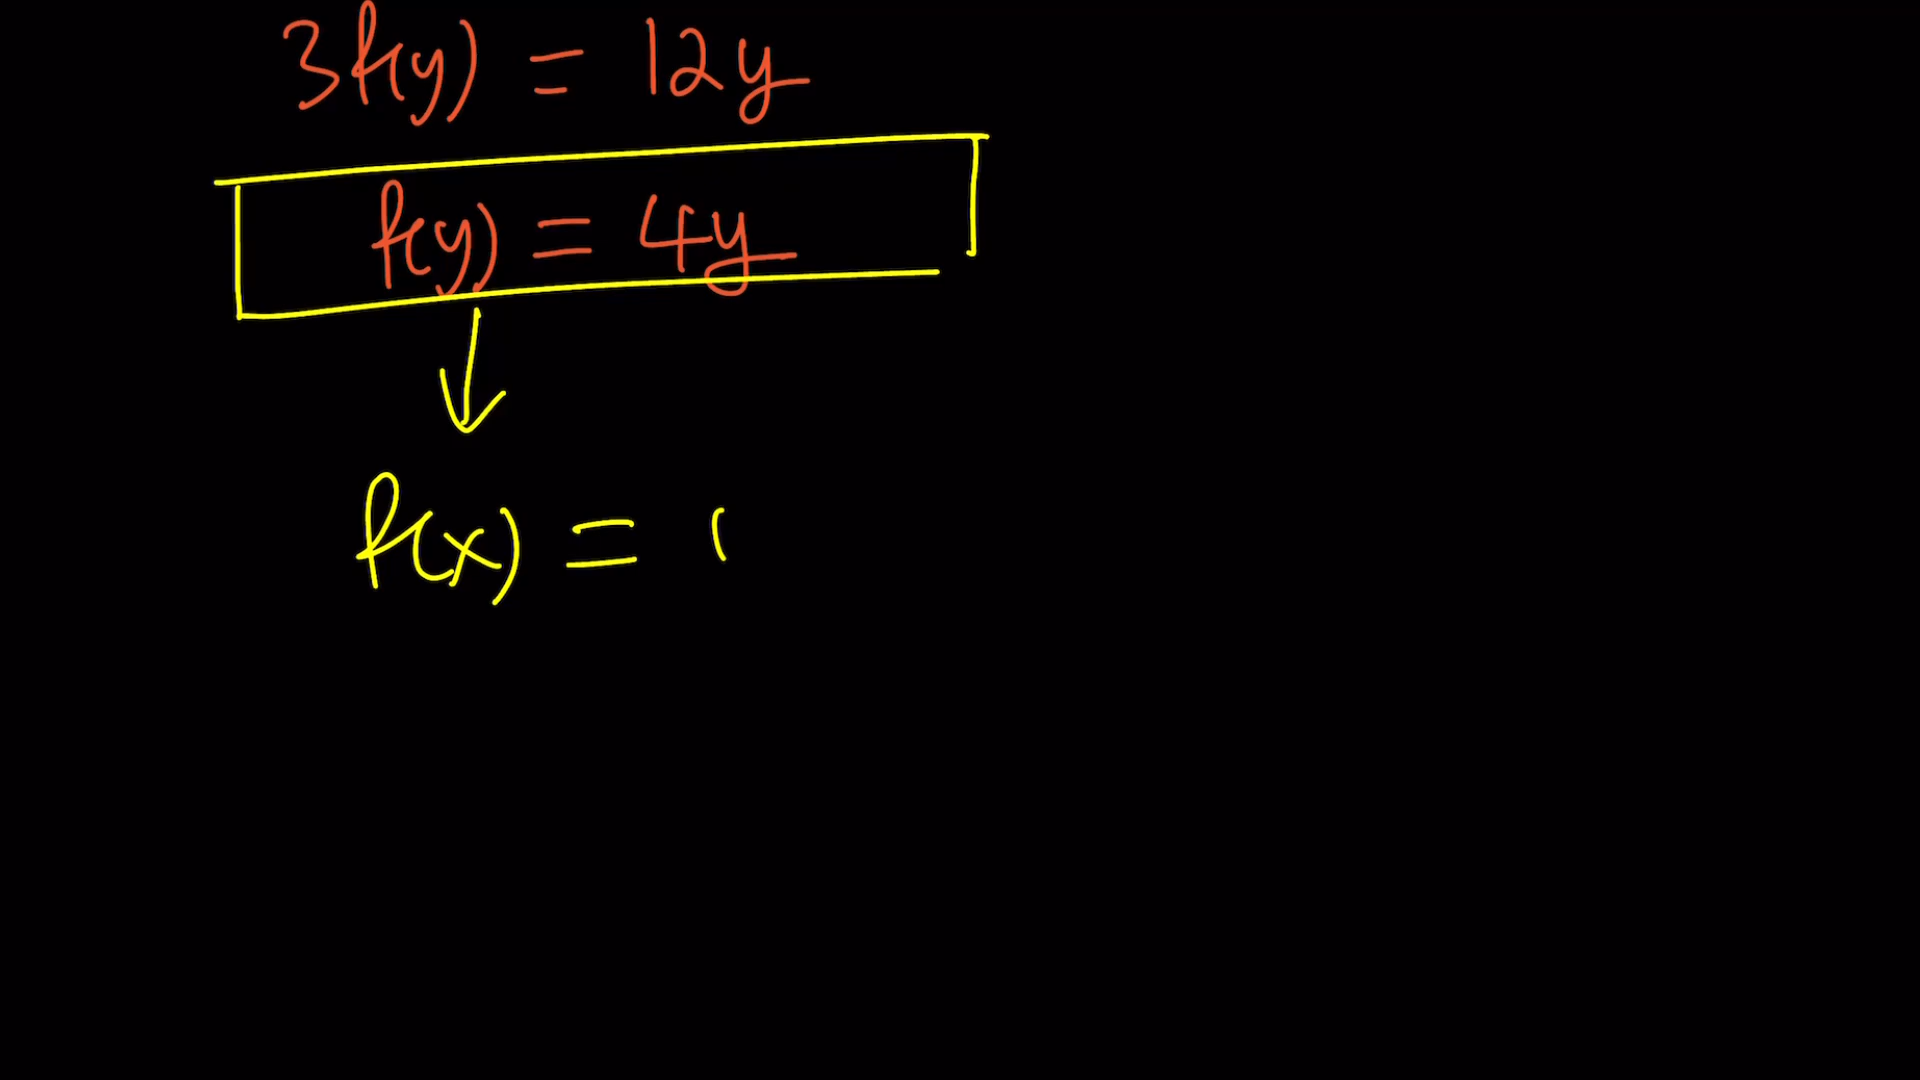 3f(y) = 12y
f(y) = 4y
f(x) =